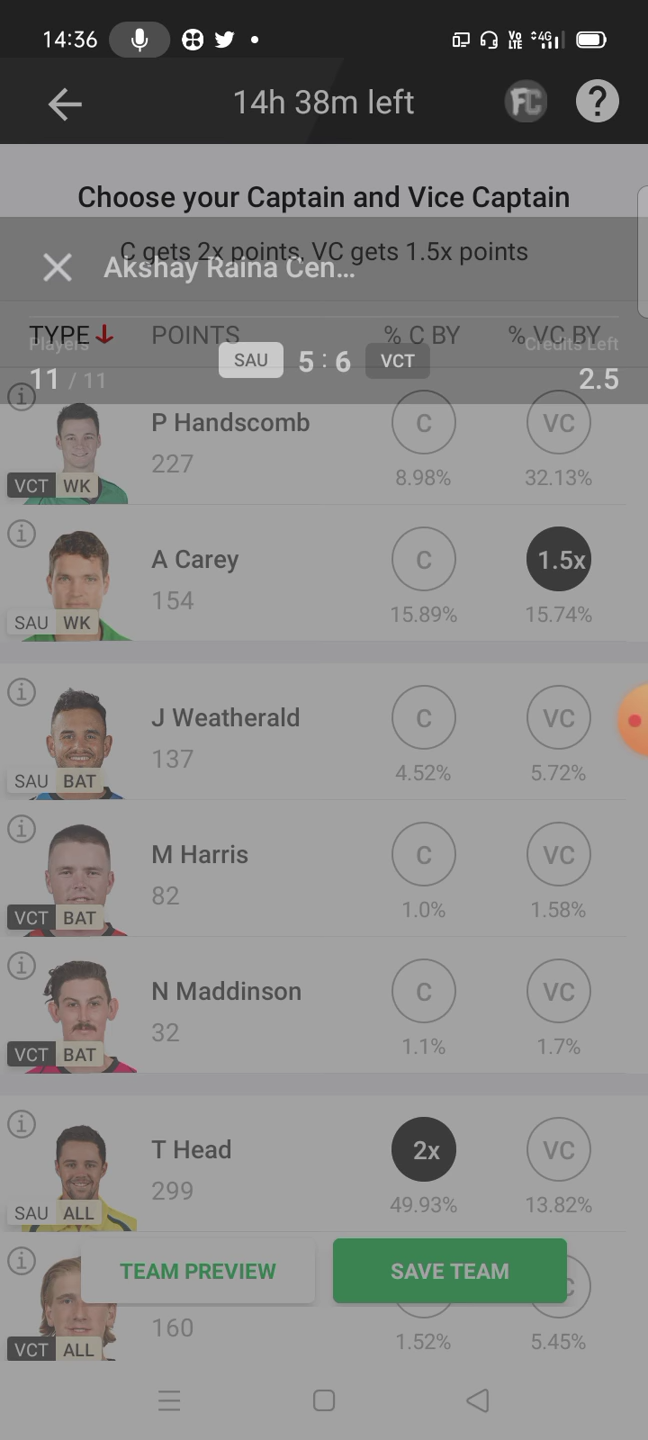 14:36
Vo LTE 4G
14h 38m left
FC
?
Choose your Captain and Vice Captain
C gets 2x points, VC gets 1.5x points
Akshay Raina Cen…
TYPE POINTS % C BY % VC BY
Players Credits Left
11 / 11 SAU 5 : 6 VCT 2.5
P Handscomb C VC
227 8.98% 32.13%
VCT WK
A Carey C 1.5x
154 15.89% 15.74%
SAU WK
J Weatherald C VC
137 4.52% 5.72%
SAU BAT
M Harris C VC
82 1.0% 1.58%
VCT BAT
N Maddinson C VC
32 1.1% 1.7%
VCT BAT
T Head 2x VC
299 49.93% 13.82%
SAU ALL
TEAM PREVIEW SAVE TEAM
160 1.52% 5.45%
VCT ALL